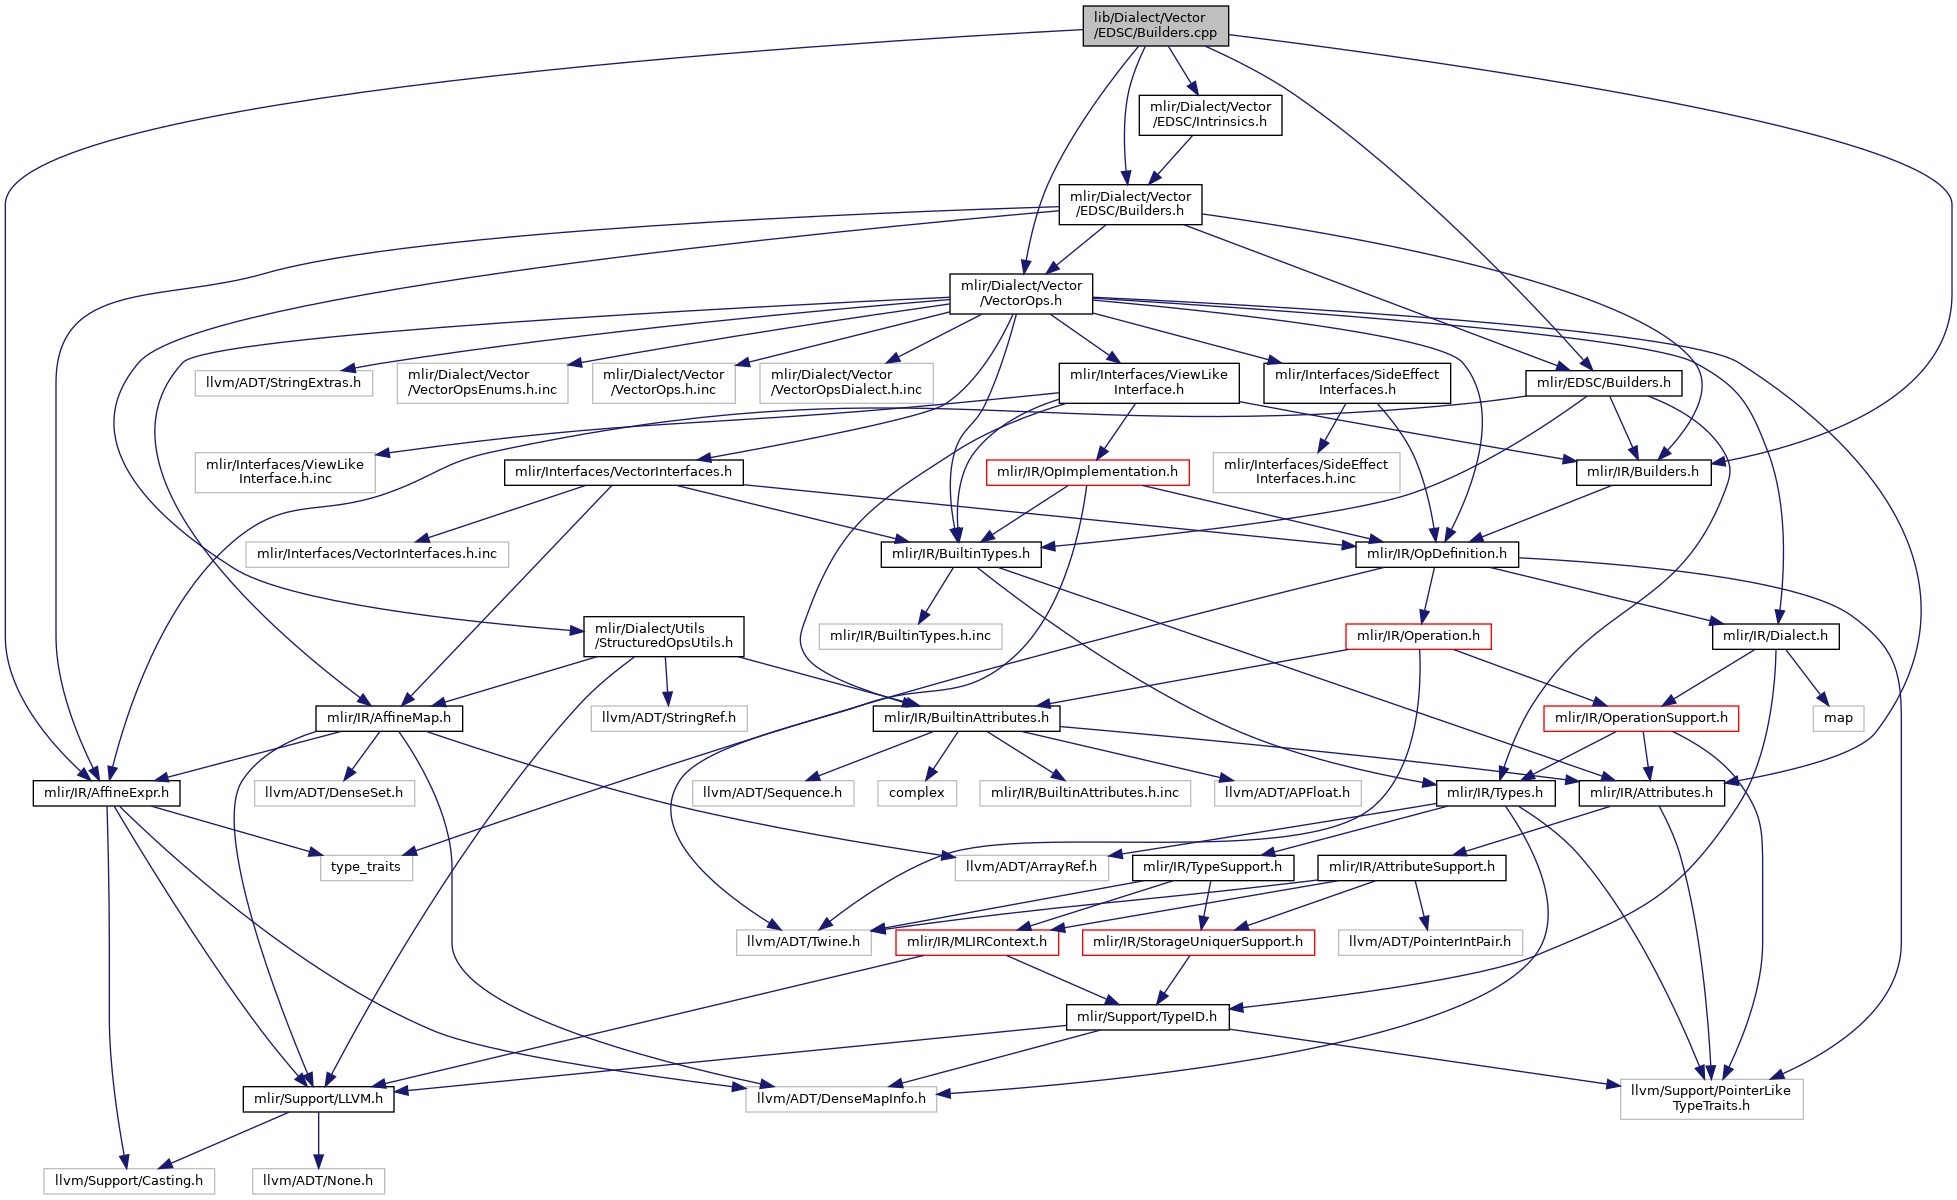 lib/Dialect/Vector
/EDSC/Builders.cpp
mlir/Dialect/Vector
/EDSC/Intrinsics.h
mlir/Dialect/Vector
/EDSC/Builders.h
mlir/Dialect/Vector
/VectorOps.h
llvm/ADT/StringExtras.h
mlir/Dialect/Vector
/VectorOpsEnums.h.inc
mlir/Dialect/Vector
/VectorOps.h.inc
mlir/Dialect/Vector
/VectorOpsDialect.h.inc
mlir/Interfaces/ViewLike
Interface.h
mlir/Interfaces/SideEffect
Interfaces.h
mlir/EDSC/Builders.h
mlir/Interfaces/ViewLike
Interface.h.inc
mlir/Interfaces/VectorInterfaces.h
mlir/IR/OpImplementation.h
mlir/Interfaces/SideEffect
Interfaces.h.inc
mlir/IR/Builders.h
mlir/Interfaces/VectorInterfaces.h.inc
mlir/IR/BuiltinTypes.h
mlir/IR/OpDefinition.h
mlir/Dialect/Utils
/StructuredOpsUtils.h
mlir/IR/BuiltinTypes.h.inc
mlir/IR/Operation.h
mlir/IR/Dialect.h
mlir/IR/AffineMap.h
llvm/ADT/StringRef.h
mlir/IR/BuiltinAttributes.h
mlir/IR/OperationSupport.h
map
mlir/IR/AffineExpr.h
llvm/ADT/DenseSet.h
llvm/ADT/Sequence.h
complex
mlir/IR/BuiltinAttributes.h.inc
llvm/ADT/APFloat.h
mlir/IR/Types.h
mlir/IR/Attributes.h
type_traits
llvm/ADT/ArrayRef.h
mlir/IR/TypeSupport.h
mlir/IR/AttributeSupport.h
llvm/ADT/Twine.h
mlir/IR/MLIRContext.h
mlir/IR/StorageUniquerSupport.h
llvm/ADT/PointerIntPair.h
mlir/Support/TypeID.h
mlir/Support/LLVM.h
llvm/ADT/DenseMapInfo.h
llvm/Support/PointerLike
TypeTraits.h
llvm/Support/Casting.h
llvm/ADT/None.h